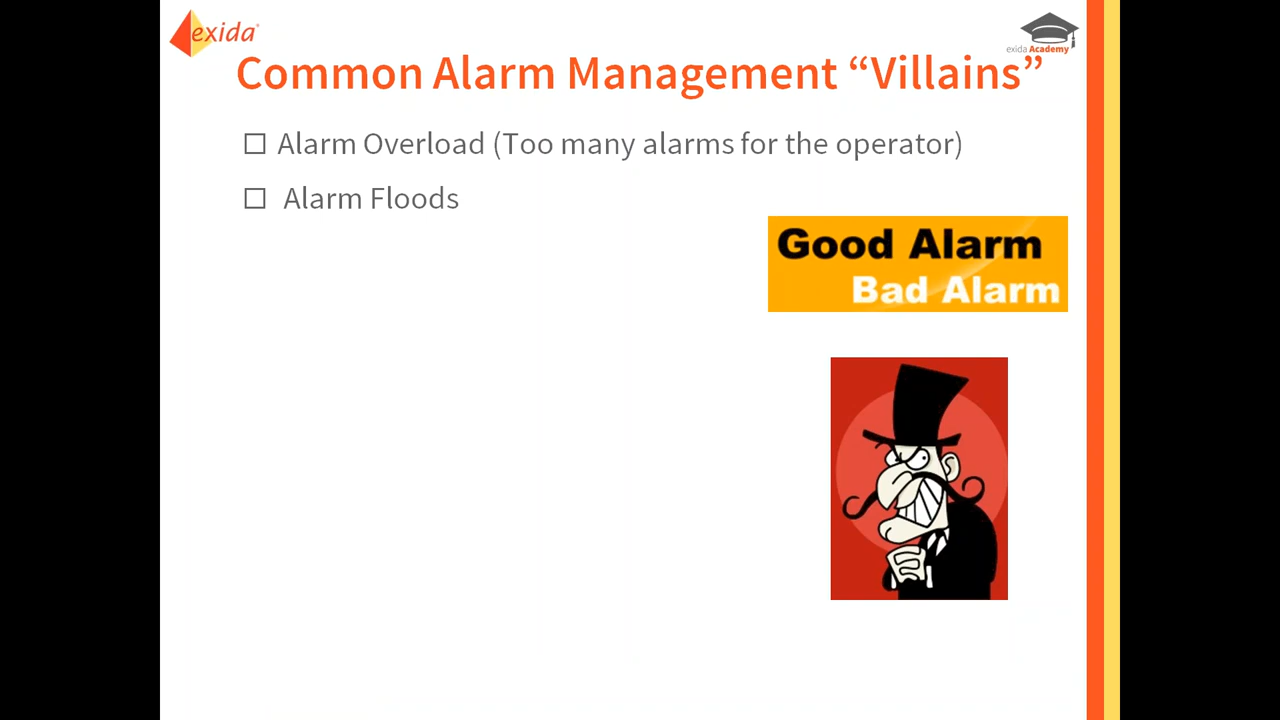 exida
exida Academy
Common Alarm Management “Villains”
Alarm Overload (Too many alarms for the operator)
Alarm Floods
Good Alarm
Bad Alarm